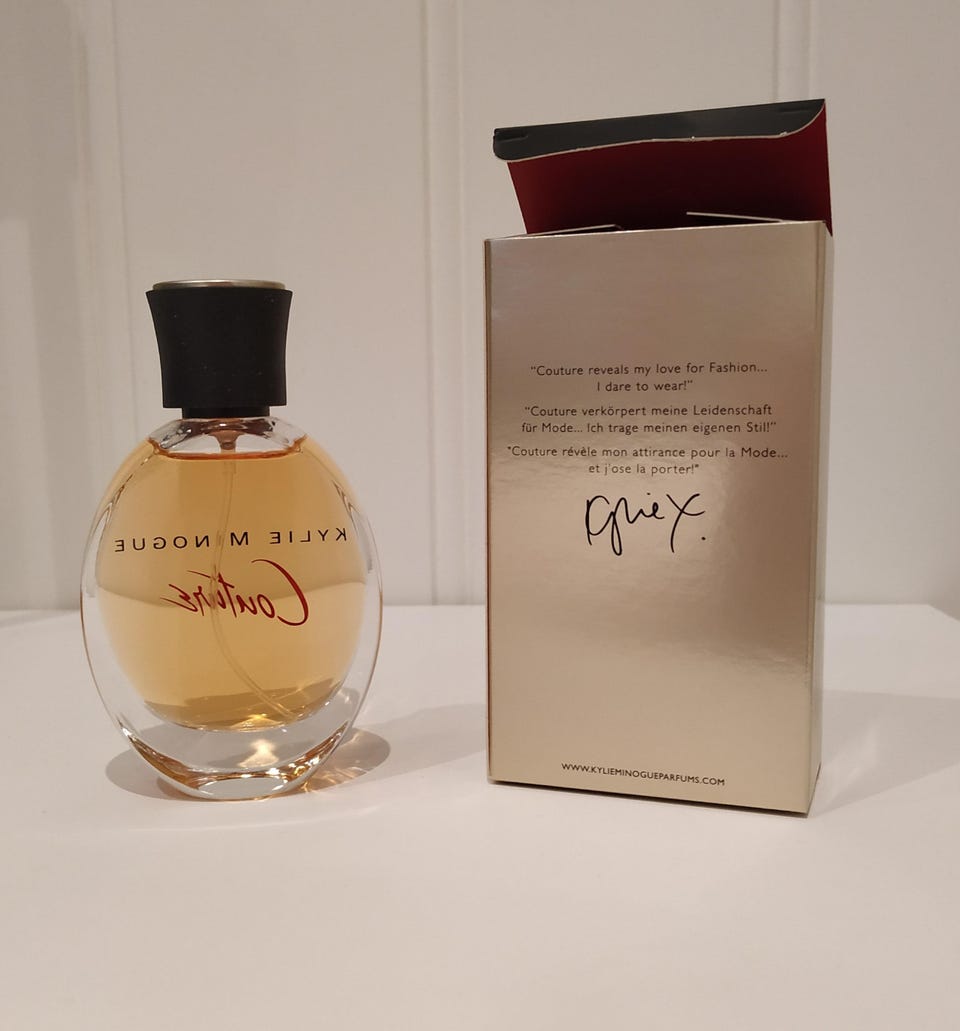 KYLIE MINOGUE
Couture
“Couture reveals my love for Fashion...
I dare to wear!”
“Couture verkörpert meine Leidenschaft
für Mode... Ich trage meinen eigenen Stil!”
"Couture révèle mon attirance pour la Mode...
et j'ose la porter!"
Kylie X.
WWW.KYLIEMINOGUEPARFUMS.COM